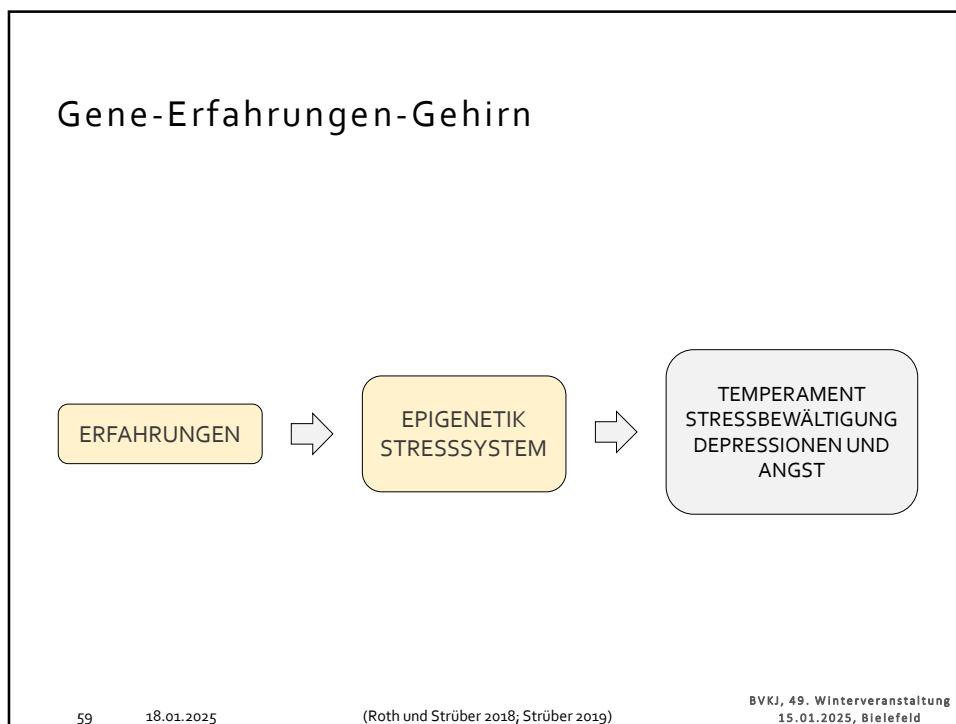 Gene-Erfahrungen-Gehirn
ERFAHRUNGEN
EPIGENETIK
STRESSSYSTEM
TEMPERAMENT
STRESSBEWÄLTIGUNG
DEPRESSIONEN UND
ANGST
59
18.01.2025
(Roth und Strüber 2018; Strüber 2019)
BVKJ, 49. Winterveranstaltung
15.01.2025, Bielefeld